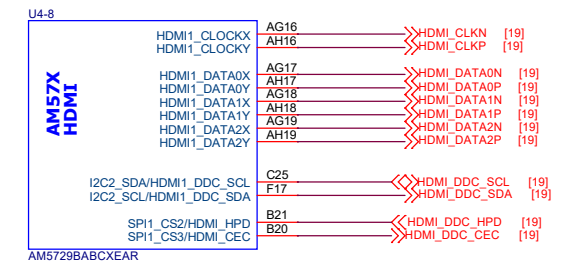 U4-8
AM57X
HDMI
HDMI1_CLOCKX AG16 HDMI_CLKN [19]
HDMI1_CLOCKY AH16 HDMI_CLKP [19]
HDMI1_DATA0X AG17 HDMI_DATA0N [19]
HDMI1_DATA0Y AH17 HDMI_DATA0P [19]
HDMI1_DATA1X AG18 HDMI_DATA1N [19]
HDMI1_DATA1Y AH18 HDMI_DATA1P [19]
HDMI1_DATA2X AG19 HDMI_DATA2N [19]
HDMI1_DATA2Y AH19 HDMI_DATA2P [19]
I2C2_SDA/HDMI1_DDC_SCL C25 HDMI_DDC_SCL [19]
I2C2_SCL/HDMI1_DDC_SDA F17 HDMI_DDC_SDA [19]
SPI1_CS2/HDMI_HPD B21 HDMI_DDC_HPD [19]
SPI1_CS3/HDMI_CEC B20 HDMI_DDC_CEC [19]
AM5729BABCXEAR